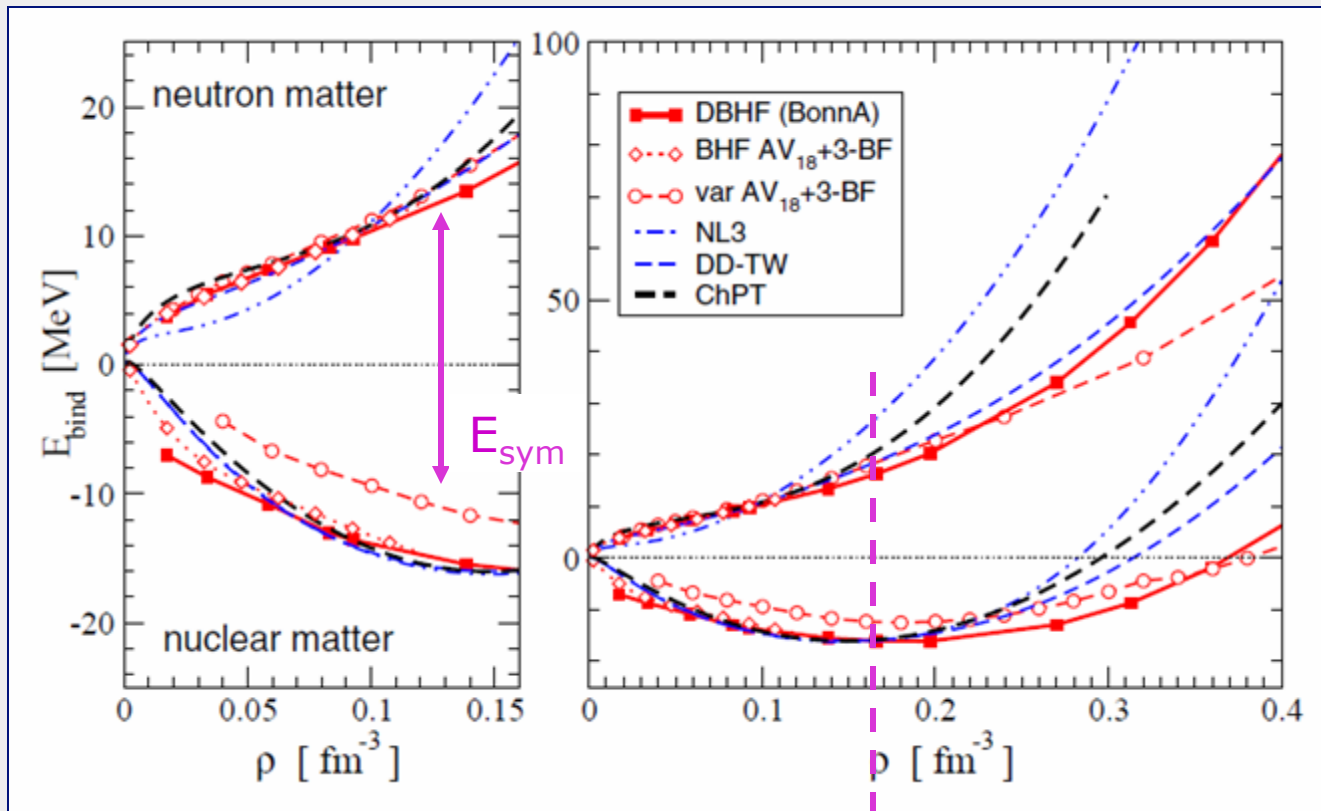 neutron matter
nuclear matter
E_bind [MeV]
20
10
0
-10
-20
0
0.05
0.1
0.15
ρ [ fm⁻³ ]
E_sym
100
50
0
DBHF (BonnA)
BHF AV₁₈+3-BF
var AV₁₈+3-BF
NL3
DD-TW
ChPT
0
0.1
0.2
0.3
0.4
ρ [ fm⁻³ ]